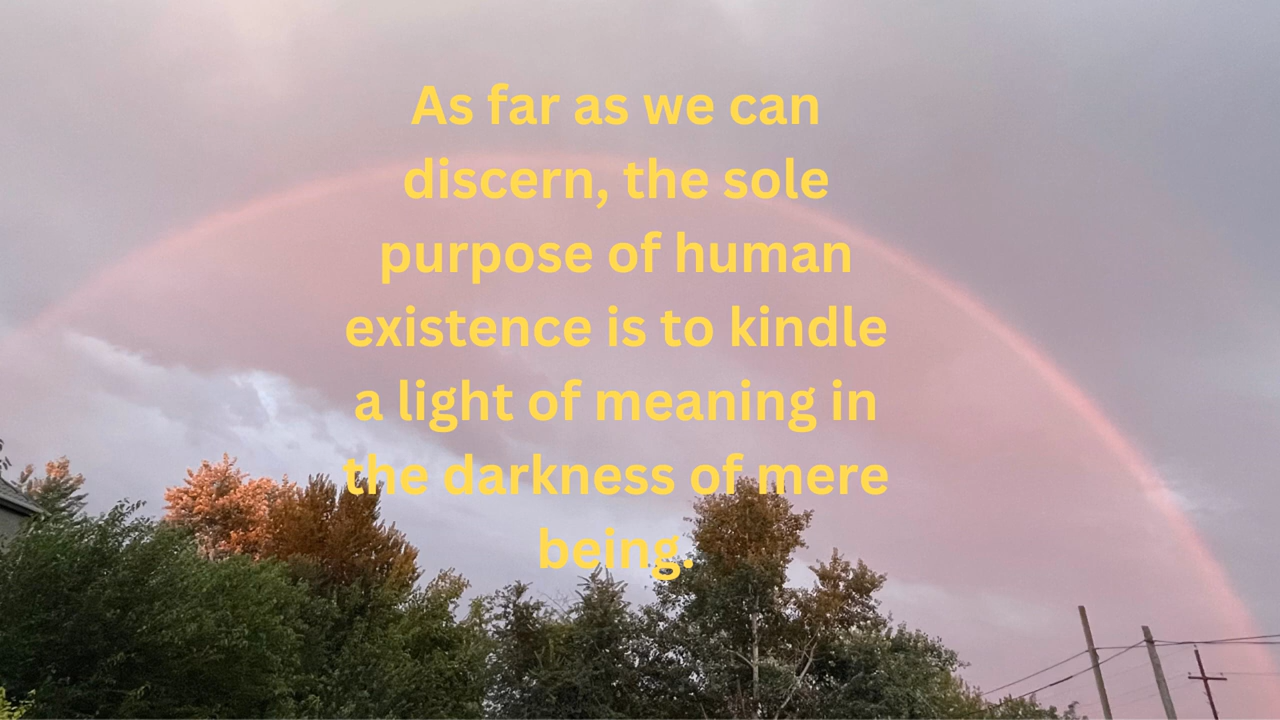 As far as we can
discern, the sole
purpose of human
existence is to kindle
a light of meaning in
the darkness of mere
being.